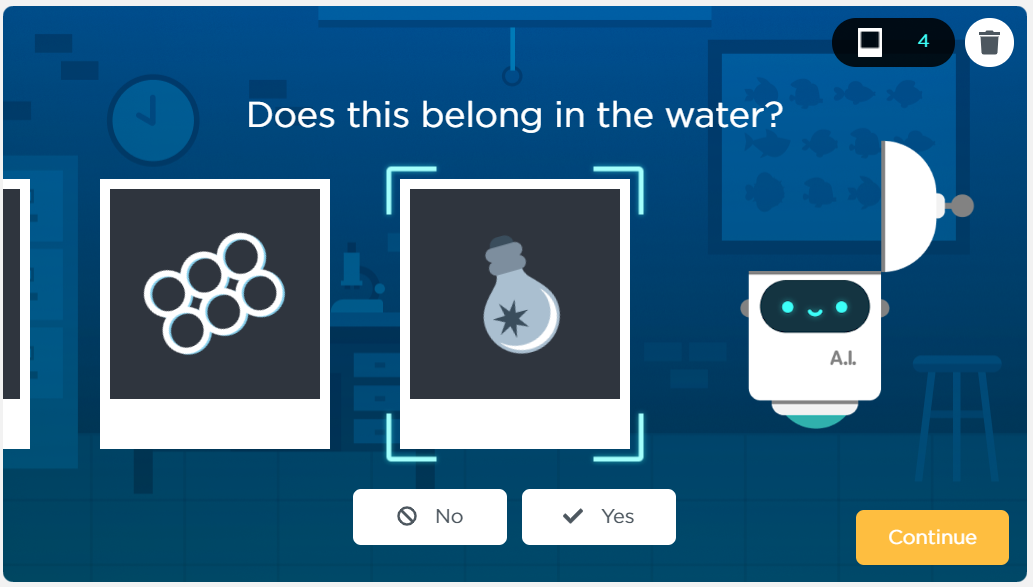 4
Does this belong in the water?
A.I.
No
Yes
Continue